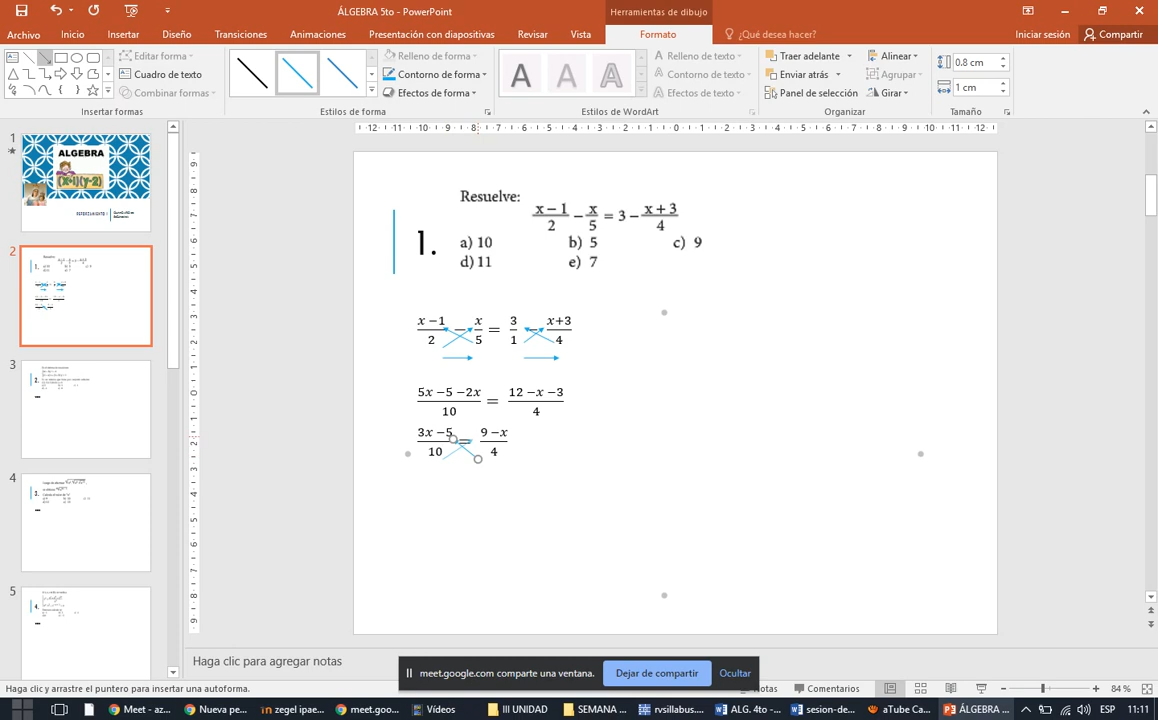 ÁLGEBRA 5to - PowerPoint
Herramientas de dibujo
Archivo Inicio Insertar Diseño Transiciones Animaciones Presentación con diapositivas Revisar Vista Formato ¿Qué desea hacer? Iniciar sesión Compartir
Editar forma
Cuadro de texto
Combinar formas
Insertar formas
Relleno de forma
Contorno de forma
Efectos de forma
Estilos de forma
A A A
Relleno de texto
Contorno de texto
Efectos de texto
Estilos de WordArt
Traer adelante
Enviar atrás
Panel de selección
Alinear
Agrupar
Girar
Organizar
0.8 cm
1 cm
Tamaño
1
ALGEBRA
(x+1)(y-2)
2
3
4
5
Resuelve:
x − 1/2 − x/5 = 3 − x + 3/4
1.
a) 10 b) 5 c) 9
d) 11 e) 7
x −1/2 − x/5 = 3/1 − x+3/4
5x −5 −2x/10 = 12 −x −3/4
3x −5/10 = 9 −x/4
Haga clic para agregar notas
meet.google.com comparte una ventana. Dejar de compartir Ocultar
Haga clic y arrastre el puntero para insertar una autoforma.
Notas Comentarios 84 %
Meet - az... Nueva pe... zegel ipae... meet.goo... Vídeos III UNIDAD SEMANA ... rvsillabus.... ALG. 4to -... sesion-de... aTube Ca... ÁLGEBRA ... ESP 11:11